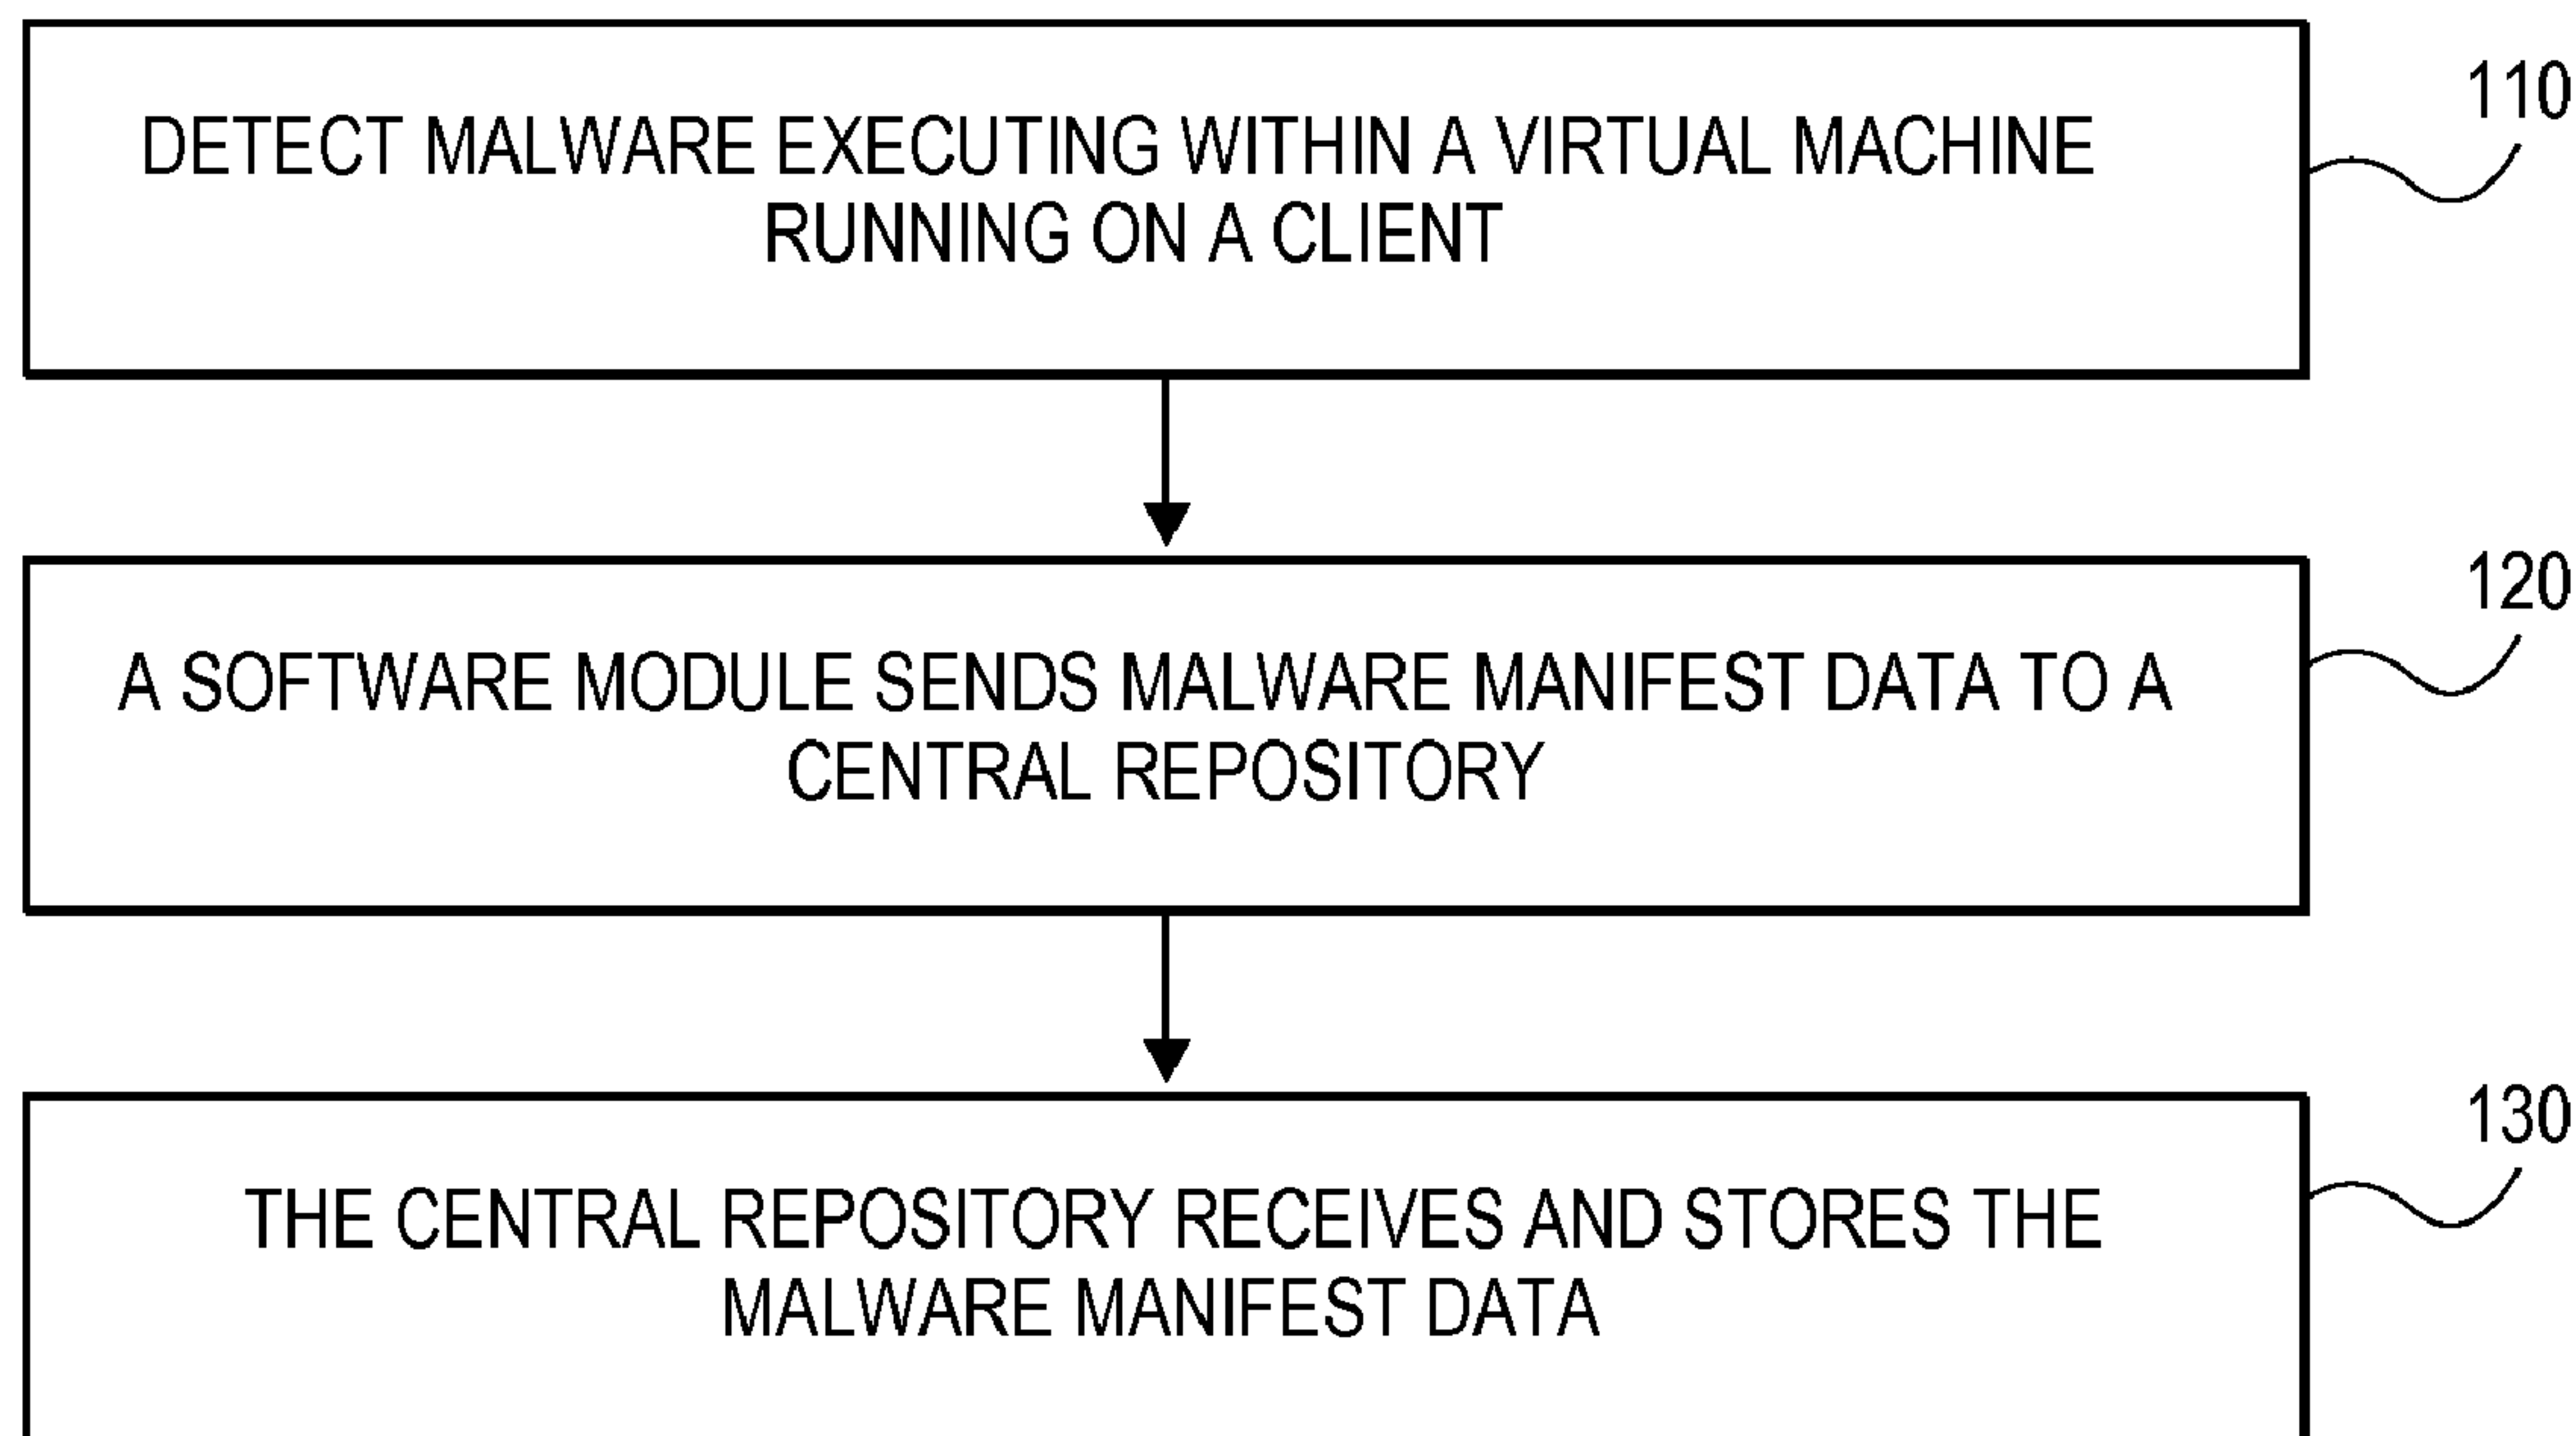 DETECT MALWARE EXECUTING WITHIN A VIRTUAL MACHINE
RUNNING ON A CLIENT
110
A SOFTWARE MODULE SENDS MALWARE MANIFEST DATA TO A
CENTRAL REPOSITORY
120
THE CENTRAL REPOSITORY RECEIVES AND STORES THE
MALWARE MANIFEST DATA
130